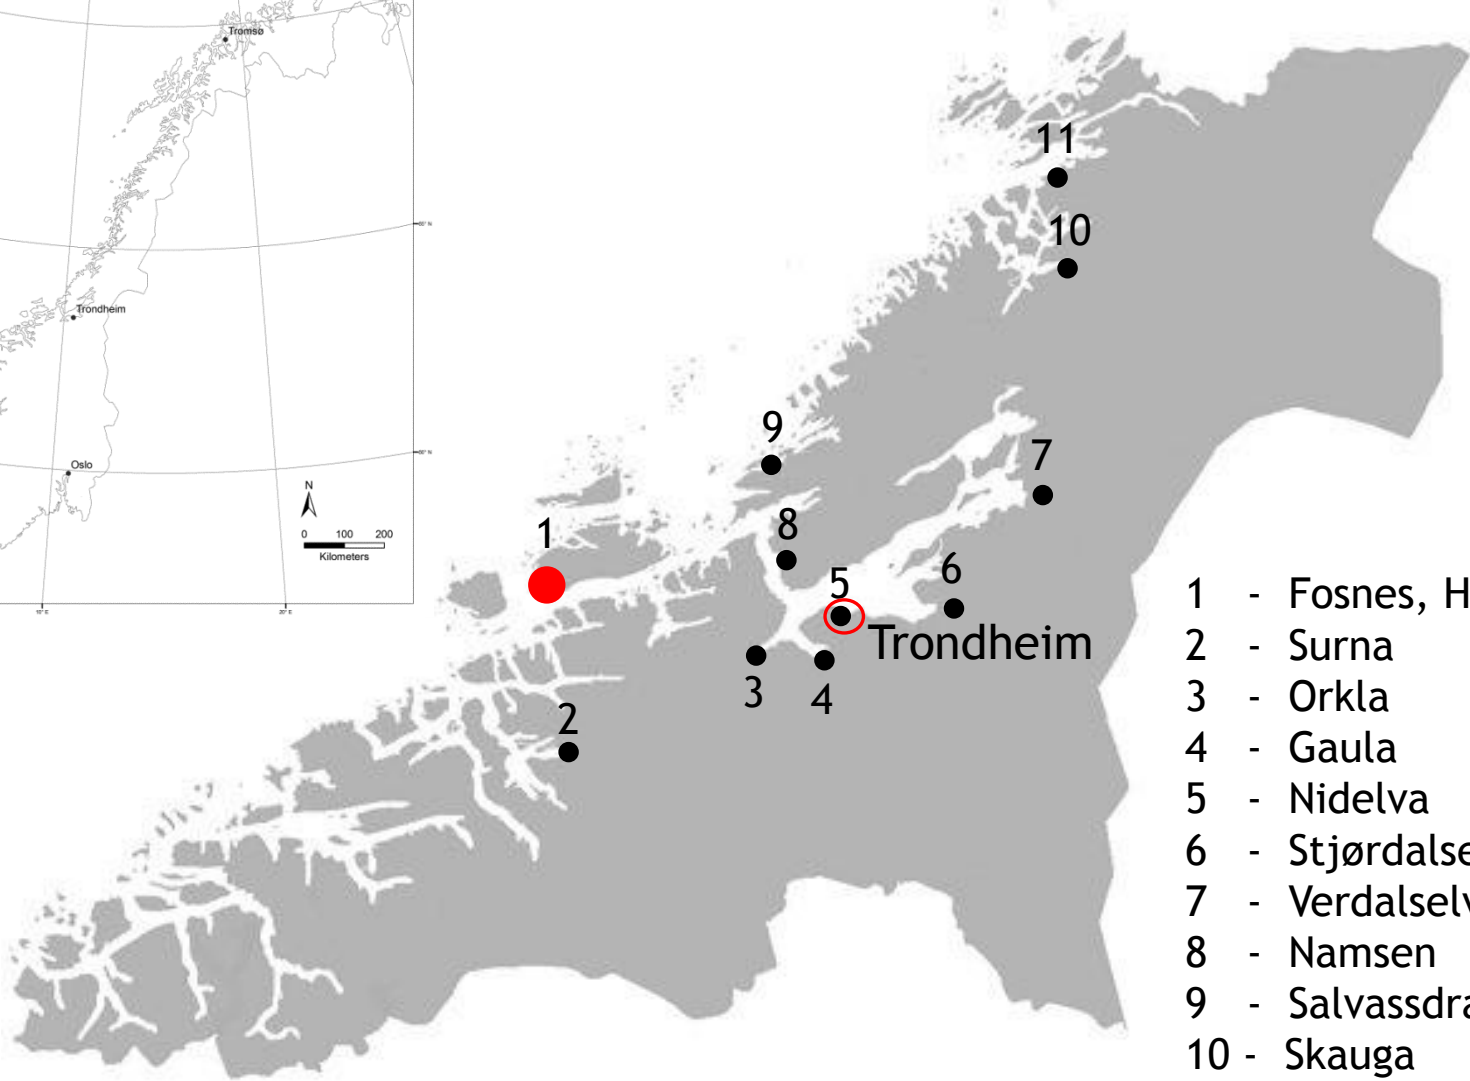 Tromsø
Trondheim
Oslo
N
0 100 200
Kilometers
11
10
9
7
1
8
6
5
Trondheim
3
4
2
1 - Fosnes, H
2 - Surna
3 - Orkla
4 - Gaula
5 - Nidelva
6 - Stjørdalse
7 - Verdalselv
8 - Namsen
9 - Salvassdra
10 - Skauga